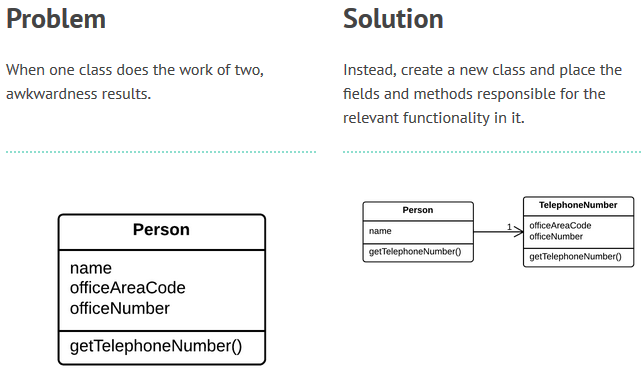 Problem
When one class does the work of two,
awkwardness results.
Person
name
officeAreaCode
officeNumber
getTelephoneNumber()
Solution
Instead, create a new class and place the
fields and methods responsible for the
relevant functionality in it.
Person
name
getTelephoneNumber()
1
TelephoneNumber
officeAreaCode
officeNumber
getTelephoneNumber()